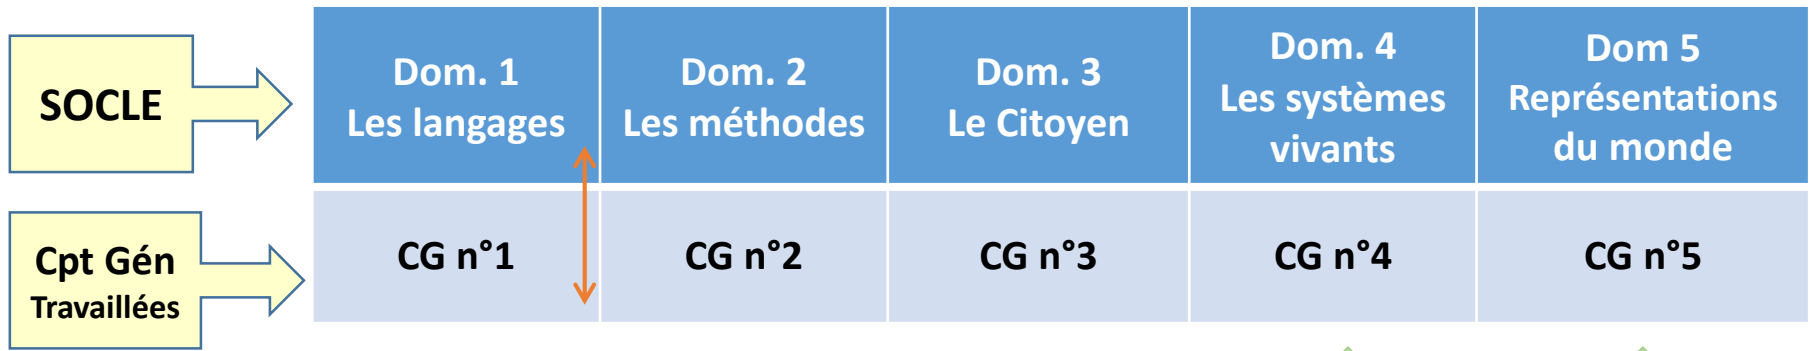 SOCLE
Dom. 1
Les langages
Dom. 2
Les méthodes
Dom. 3
Le Citoyen
Dom. 4
Les systèmes
vivants
Dom 5
Représentations
du monde
Cpt Gén
Travaillées
CG n°1
CG n°2
CG n°3
CG n°4
CG n°5